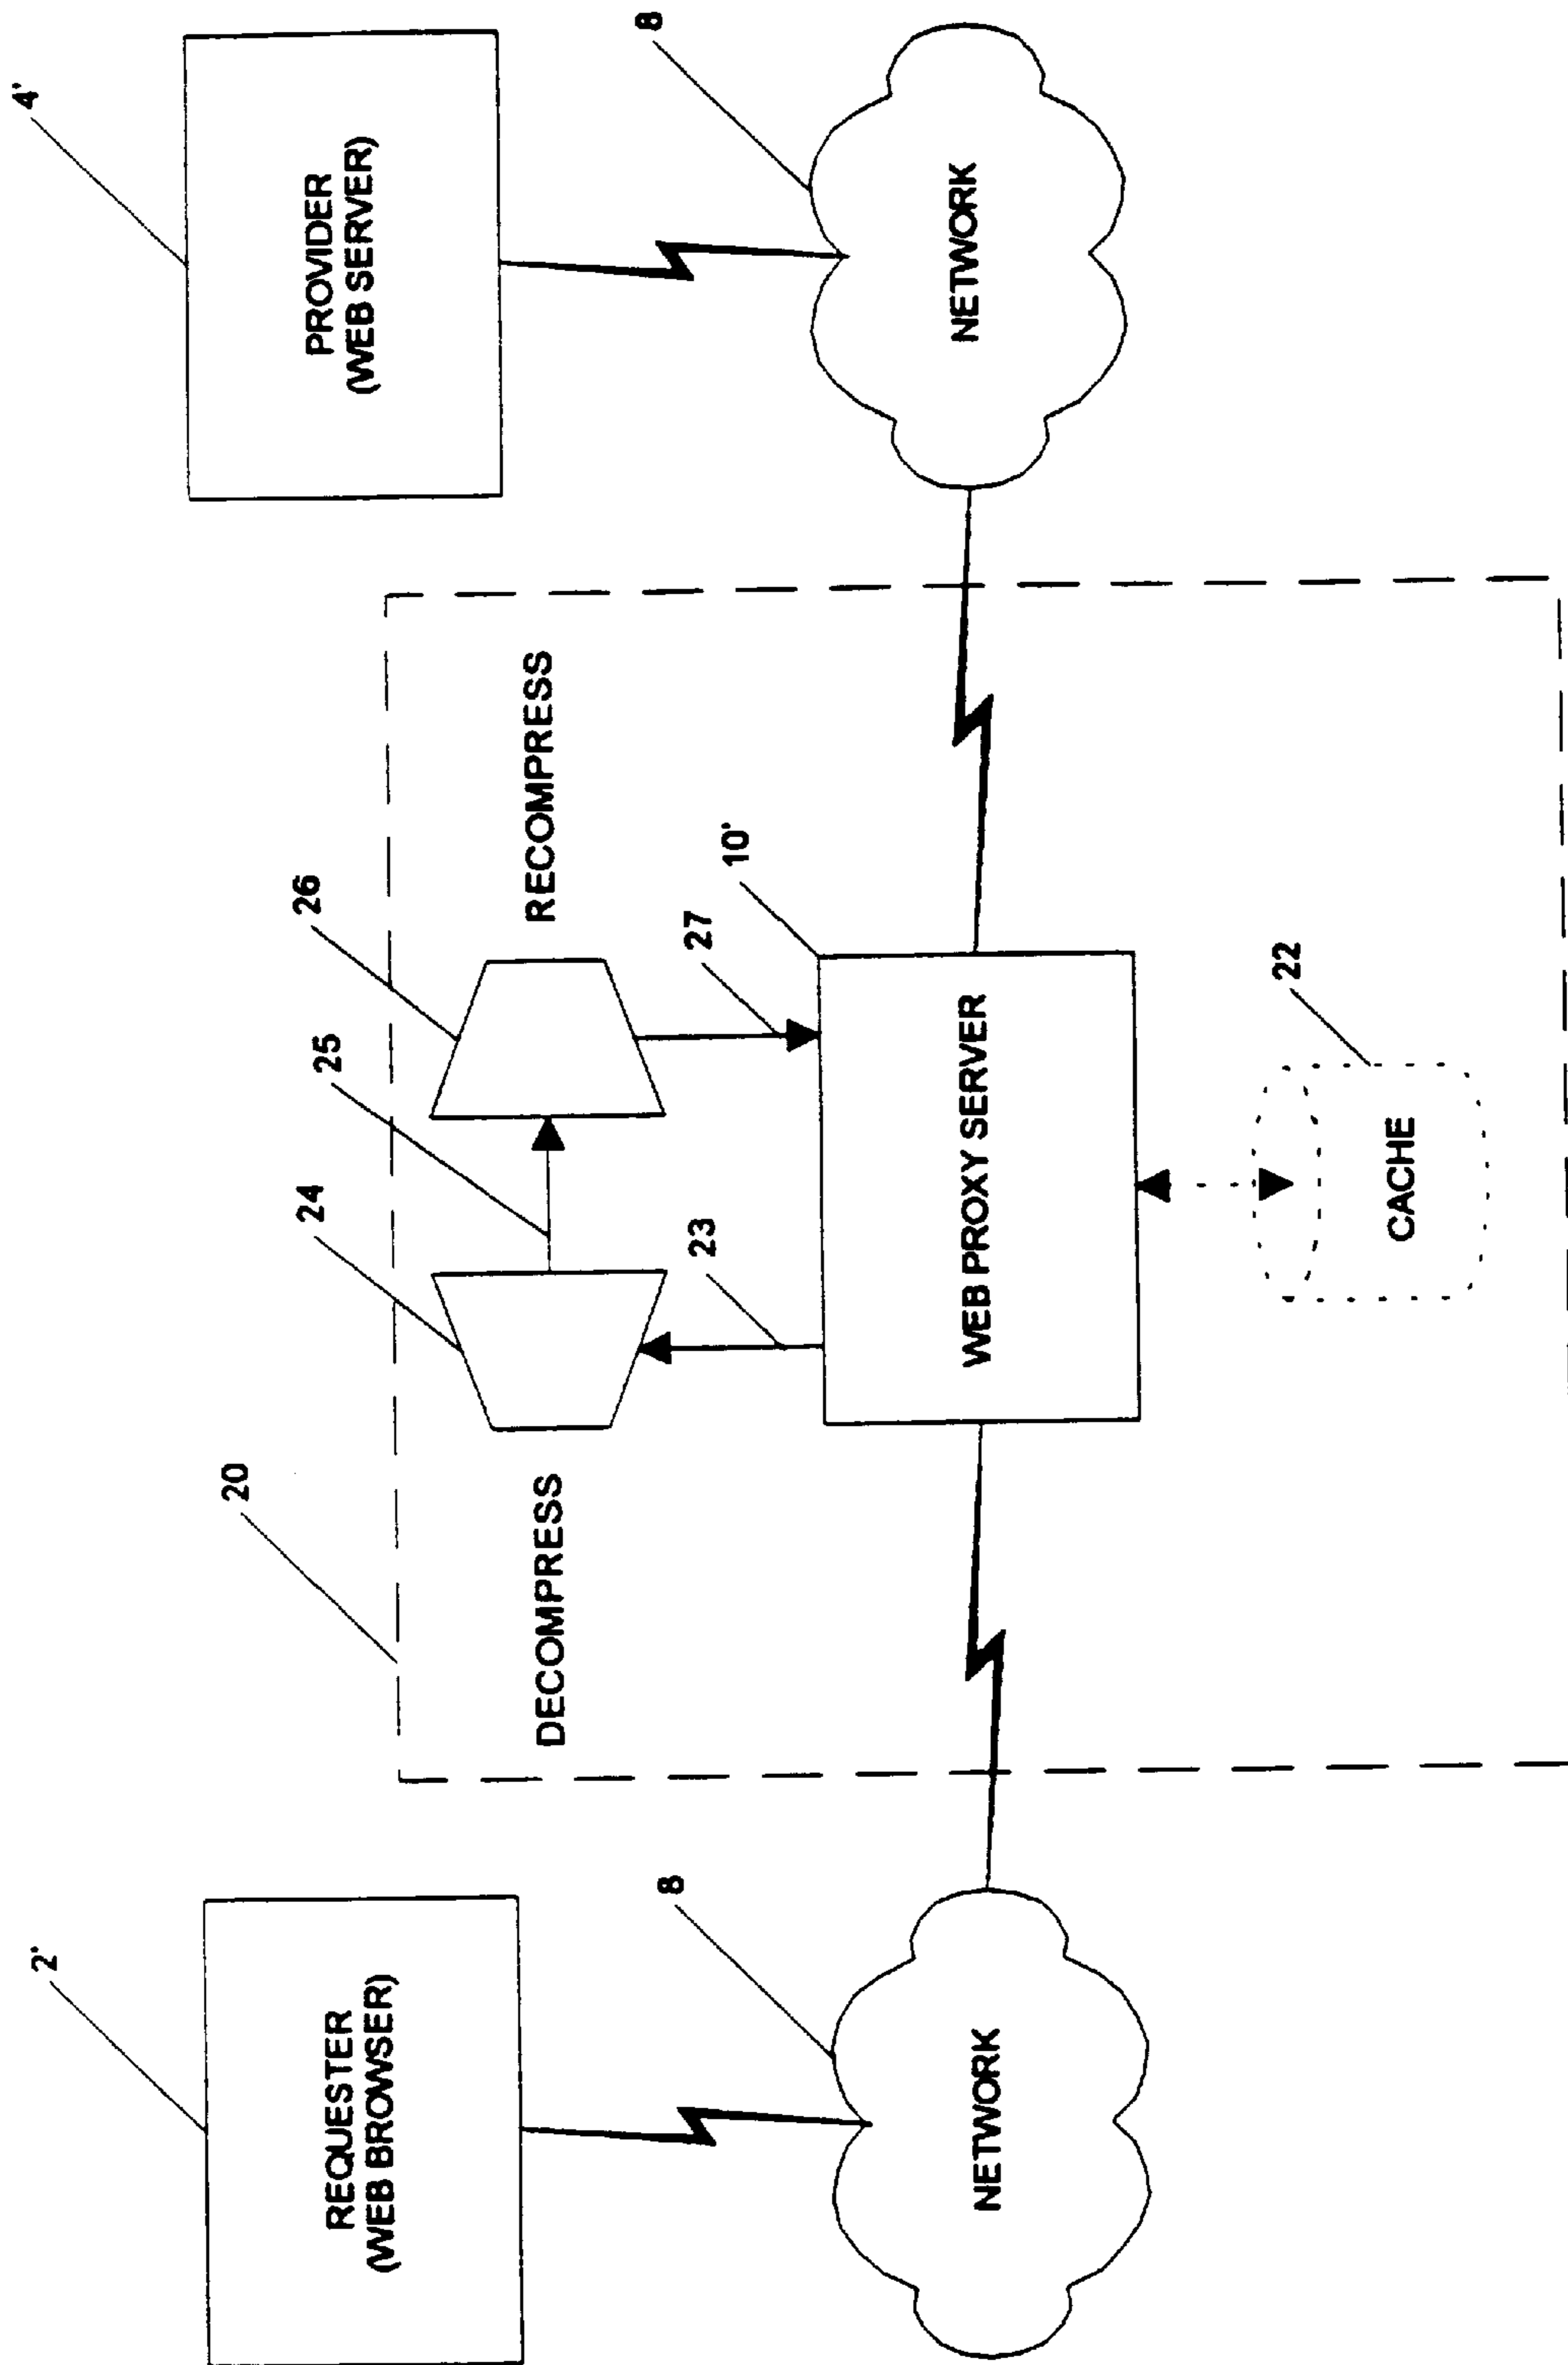 2'
REQUESTER
(WEB BROWSER)
8
NETWORK
20
DECOMPRESS
24
25
26
RECOMPRESS
23
27
10'
WEB PROXY SERVER
22
CACHE
4'
PROVIDER
(WEB SERVER)
8
NETWORK